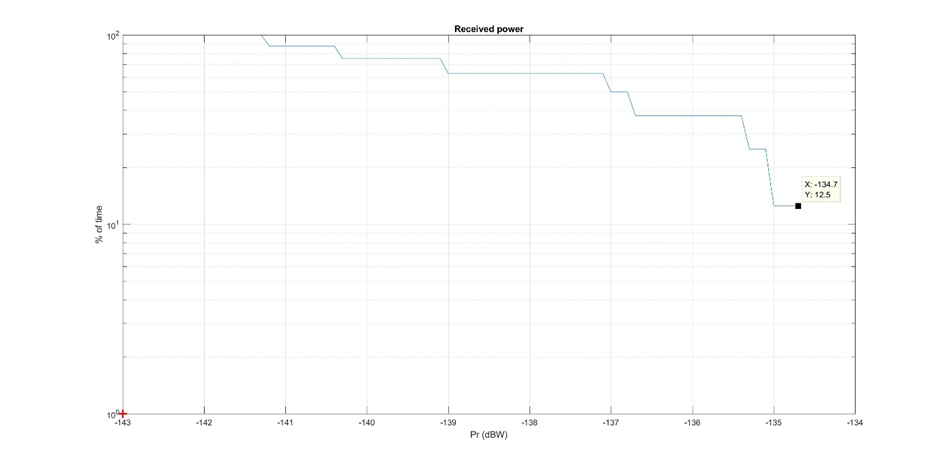 Received power
10²
X: -134.7
Y: 12.5
% of time
10¹
10⁰
-143 -142 -141 -140 -139 -138 -137 -136 -135 -134
Pr (dBW)